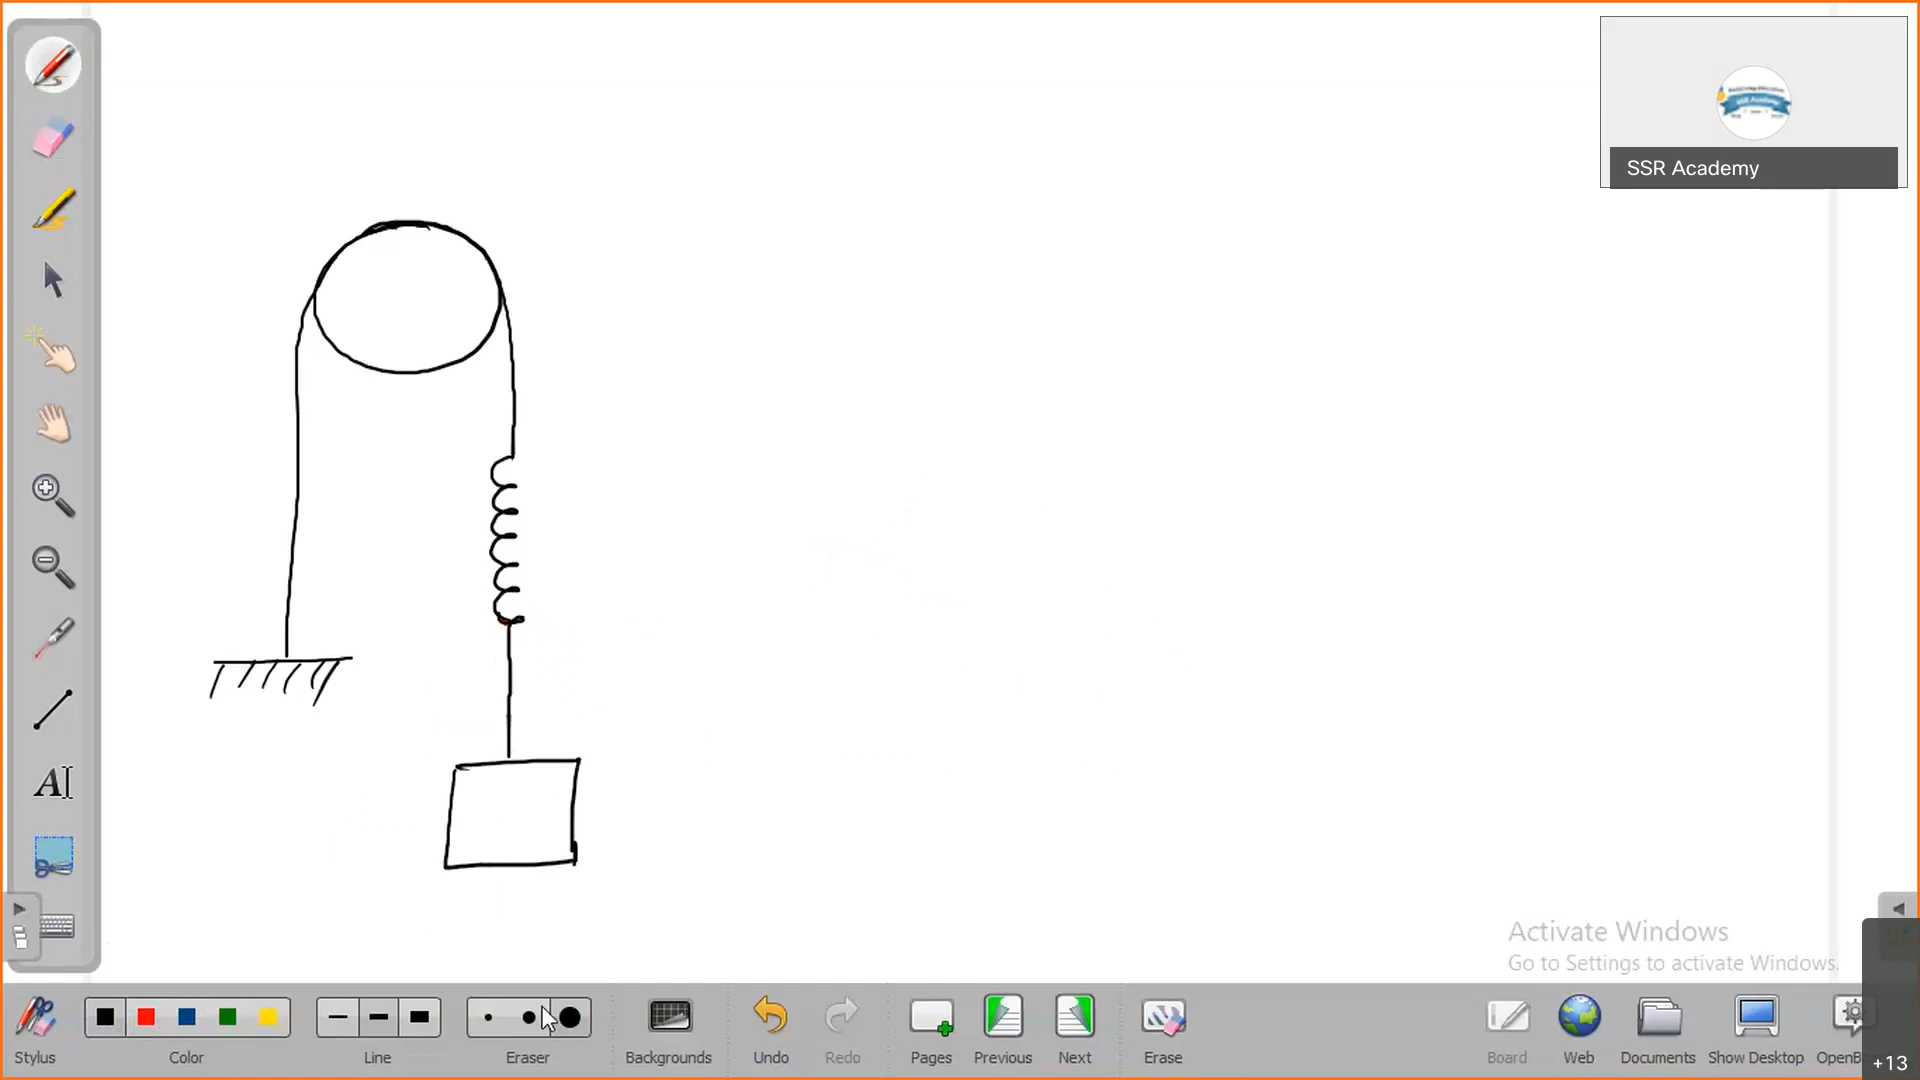 SSR Academy
Activate Windows
Go to Settings to activate Windows.
Stylus
Color
Line
Eraser
Backgrounds
Undo
Redo
Pages
Previous
Next
Erase
Board
Web
Documents
Show Desktop
OpenB
+13